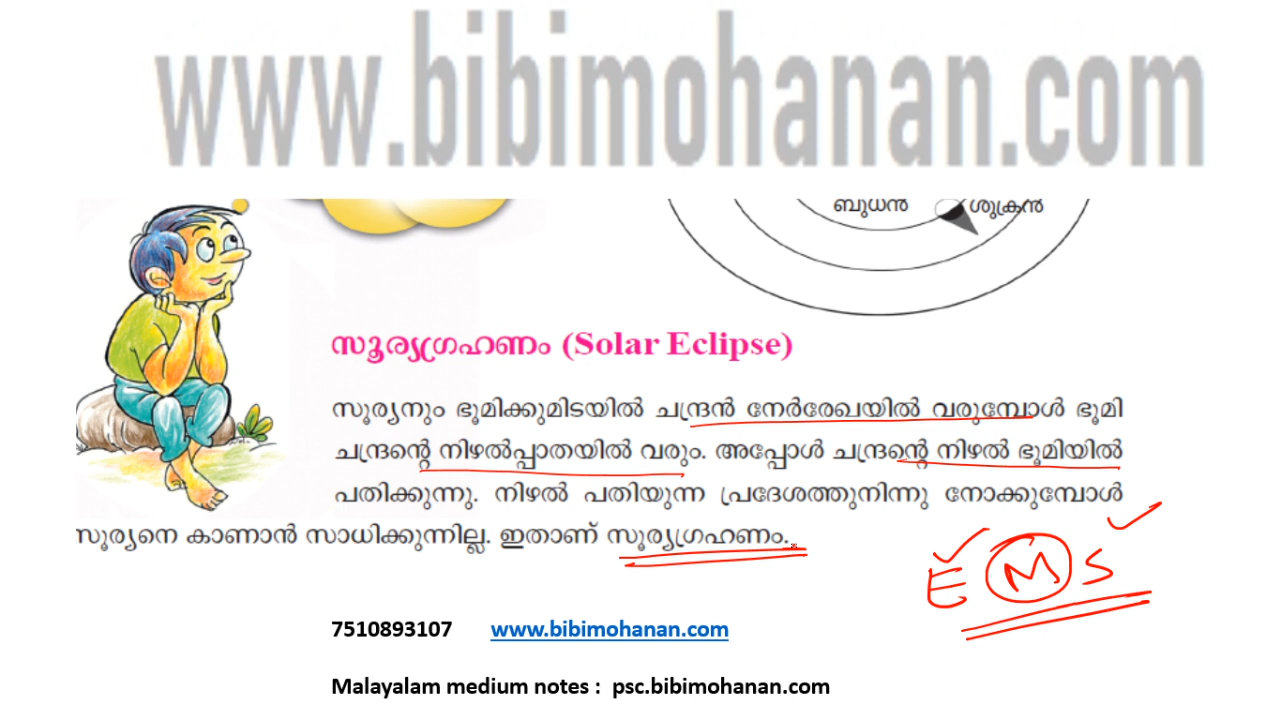 www.bibimohanan.com
ബുധൻ ശുക്രൻ
സൂര്യഗ്രഹണം (Solar Eclipse)
സൂര്യനും ഭൂമിക്കുമിടയിൽ ചന്ദ്രൻ നേർരേഖയിൽ വരുമ്പോൾ ഭൂമി
ചന്ദ്രന്റെ നിഴൽപ്പാതയിൽ വരും. അപ്പോൾ ചന്ദ്രന്റെ നിഴൽ ഭൂമിയിൽ
പതിക്കുന്നു. നിഴൽ പതിയുന്ന പ്രദേശത്തുനിന്നു നോക്കുമ്പോൾ
സൂര്യനെ കാണാൻ സാധിക്കുന്നില്ല. ഇതാണ് സൂര്യഗ്രഹണം.
E M S
7510893107 www.bibimohanan.com
Malayalam medium notes : psc.bibimohanan.com